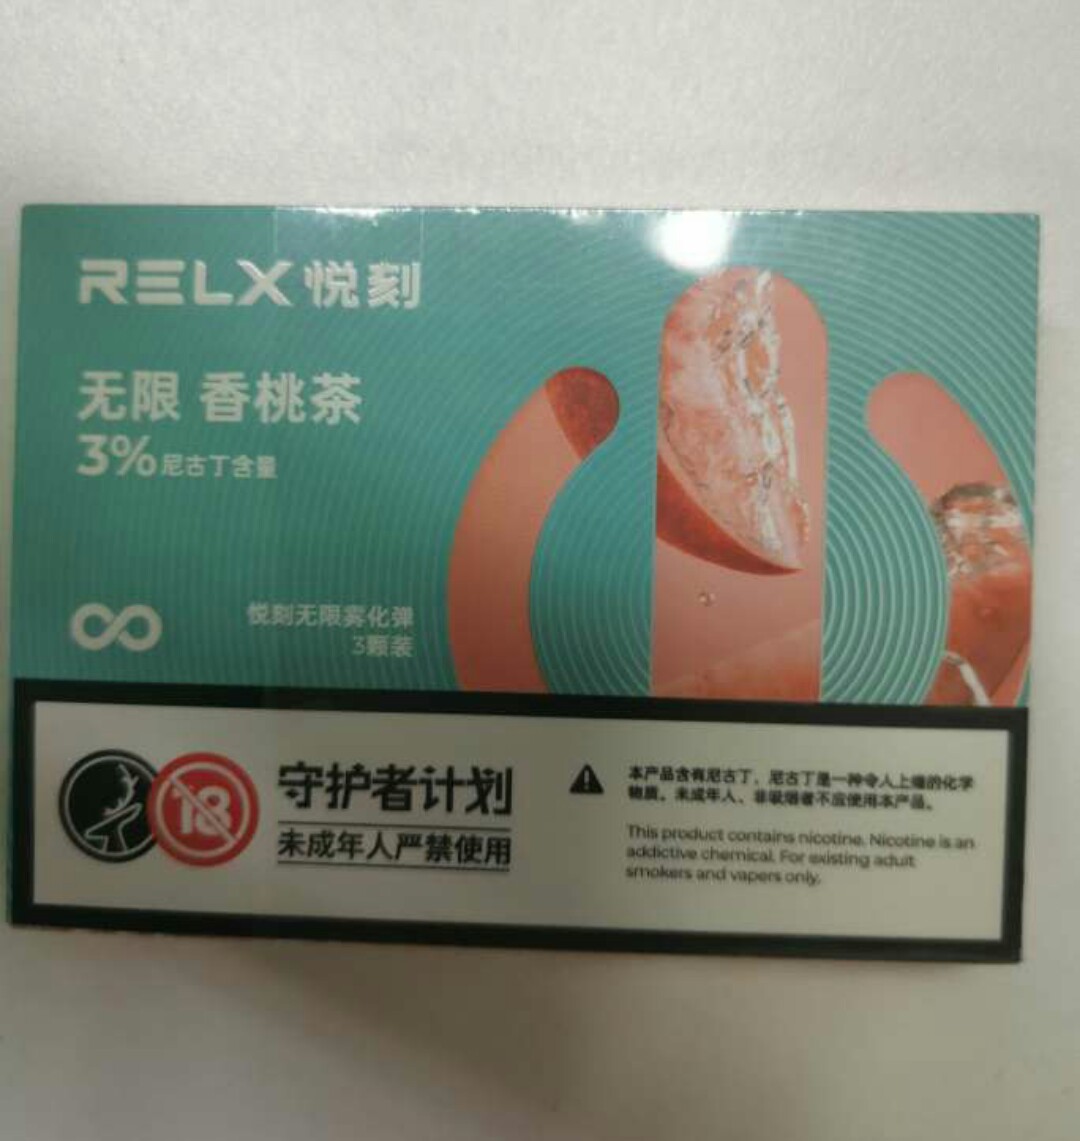 RELX悦刻
无限 香桃茶
3%尼古丁含量
悦刻无限雾化弹
3颗装
18
守护者计划
未成年人严禁使用
本产品含有尼古丁，尼古丁是一种令人上瘾的化学
物质。未成年人、非吸烟者不应使用本产品。
This product contains nicotine. Nicotine is an
addictive chemical. For existing adult
smokers and vapers only.